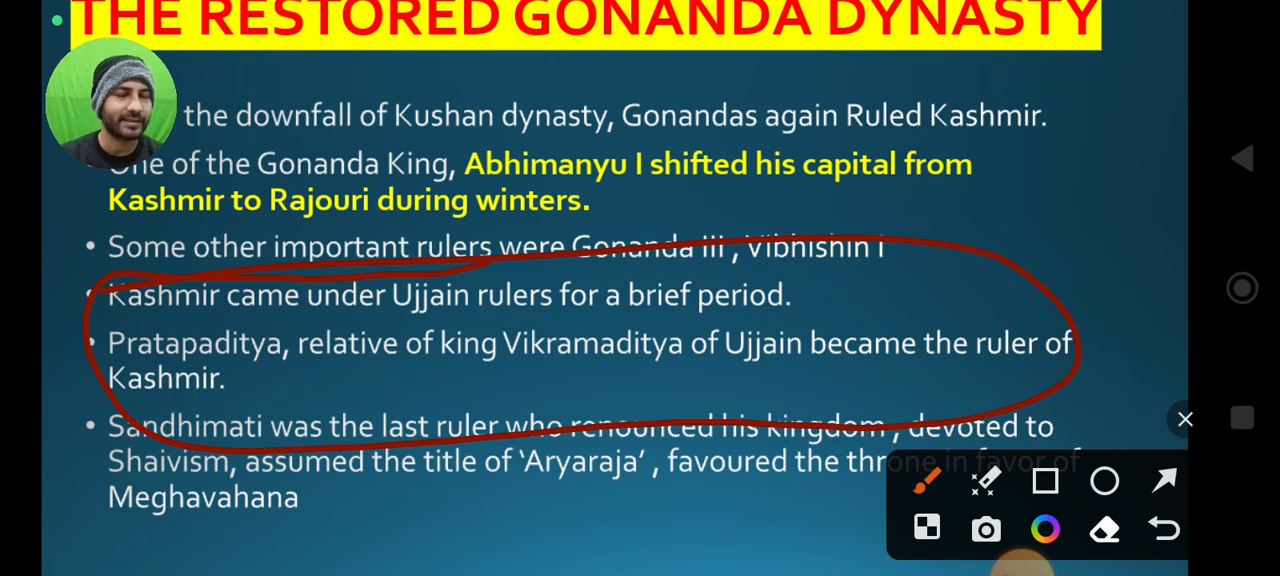 THE RESTORED GONANDA DYNASTY
the downfall of Kushan dynasty, Gonandas again Ruled Kashmir.
One of the Gonanda King, Abhimanyu I shifted his capital from
Kashmir to Rajouri during winters.
• Some other important rulers were Gonanda III , Vibhishin I
• Kashmir came under Ujjain rulers for a brief period.
• Pratapaditya, relative of king Vikramaditya of Ujjain became the ruler of
Kashmir.
• Sandhimati was the last ruler who renounced his kingdom , devoted to
Shaivism, assumed the title of ‘Aryaraja’ , favoured the throne in favor of
Meghavahana